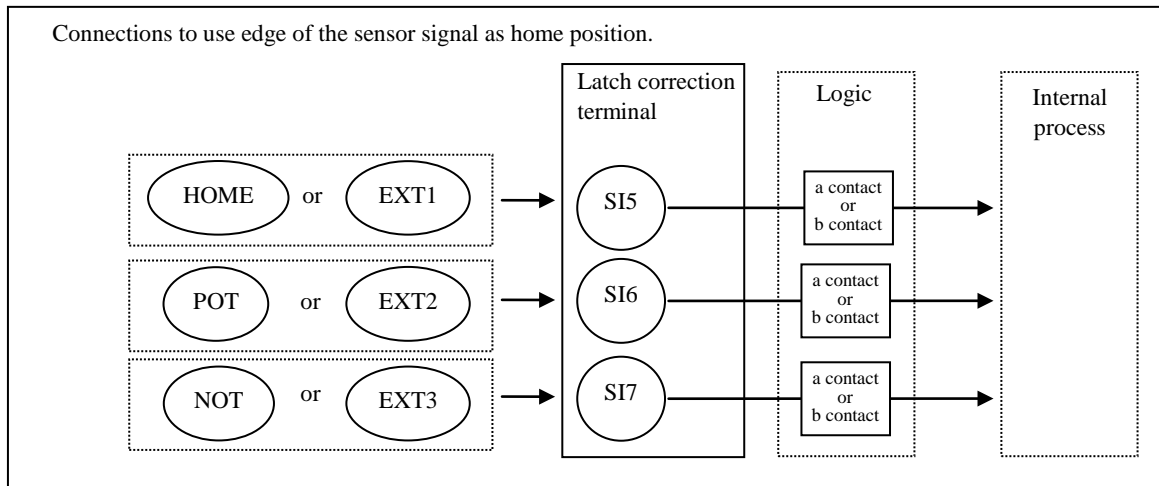 Connections to use edge of the sensor signal as home position.
Latch correction
terminal
Logic
Internal
process
HOME or EXT1
SI5
a contact
or
b contact
POT or EXT2
SI6
a contact
or
b contact
NOT or EXT3
SI7
a contact
or
b contact